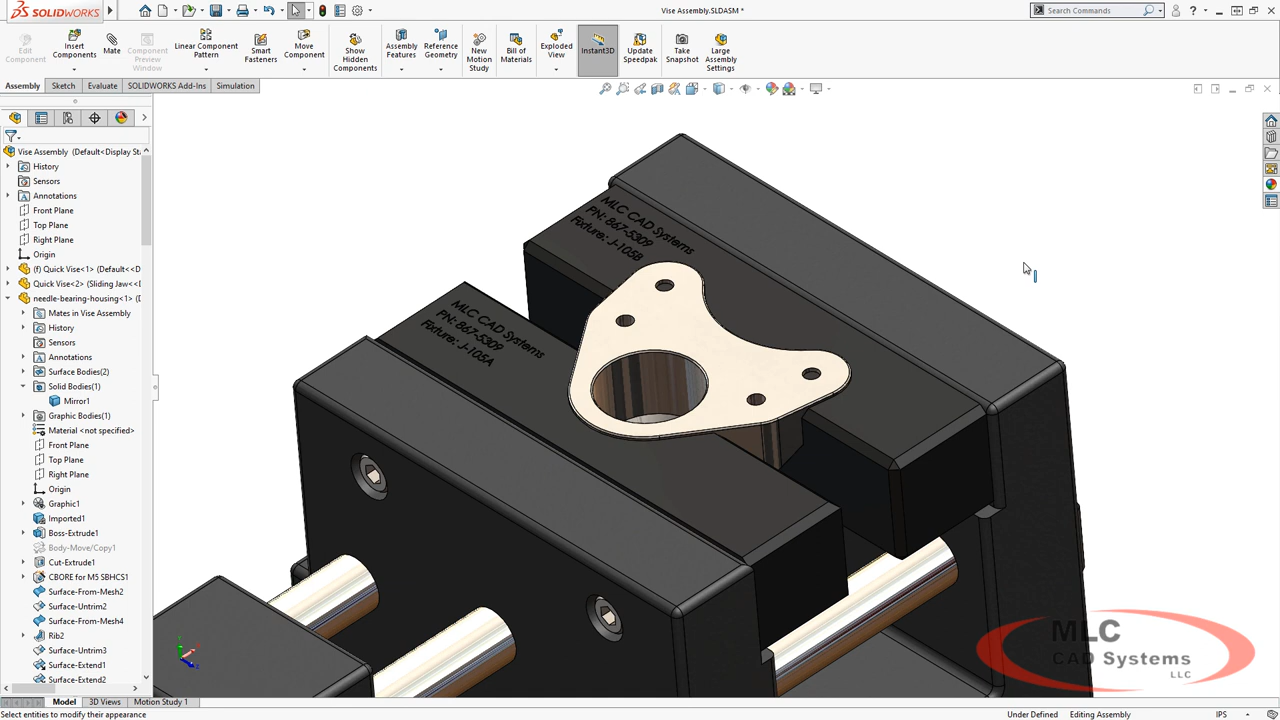 SOLIDWORKS
Vise Assembly.SLDASM *
Search Commands
Edit Component
Insert Components
Mate
Component Preview Window
Linear Component Pattern
Smart Fasteners
Move Component
Show Hidden Components
Assembly Features
Reference Geometry
New Motion Study
Bill of Materials
Exploded View
Instant3D
Update Speedpak
Take Snapshot
Large Assembly Settings
Assembly
Sketch
Evaluate
SOLIDWORKS Add-Ins
Simulation
Vise Assembly (Default<Display Sta
History
Sensors
Annotations
Front Plane
Top Plane
Right Plane
Origin
(f) Quick Vise<1> (Default<<D
Quick Vise<2> (Sliding Jaw<<D
needle-bearing-housing<1> (D
Mates in Vise Assembly
History
Sensors
Annotations
Surface Bodies(2)
Solid Bodies(1)
Mirror1
Graphic Bodies(1)
Material <not specified>
Front Plane
Top Plane
Right Plane
Origin
Graphic1
Imported1
Boss-Extrude1
Body-Move/Copy1
Cut-Extrude1
CBORE for M5 SBHCS1
Surface-From-Mesh2
Surface-Untrim2
Surface-From-Mesh4
Rib2
Surface-Untrim3
Surface-Extend1
Surface-Extend2
MLC CAD Systems
PN: 867-5309
Fixture: J-105B
MLC CAD Systems
PN: 867-5309
Fixture: J-105A
MLC
CAD Systems
LLC
Model
3D Views
Motion Study 1
Select entities to modify their appearance
Under Defined
Editing Assembly
IPS